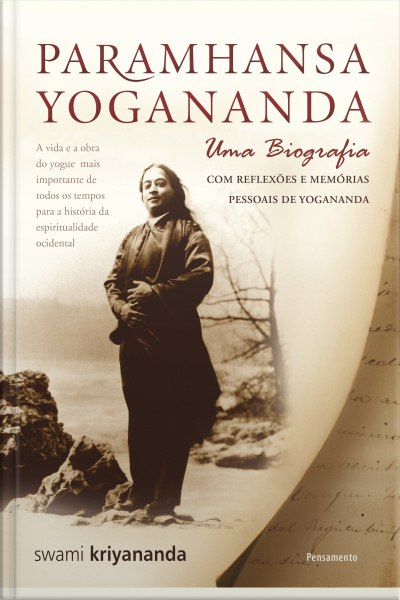 PARAMHANSA
YOGANANDA
Uma Biografia
COM REFLEXÕES E MEMÓRIAS
PESSOAIS DE YOGANANDA
A vida e a obra
do yogue mais
importante de
todos os tempos
para a história da
espiritualidade
ocidental
swami kriyananda
Pensamento